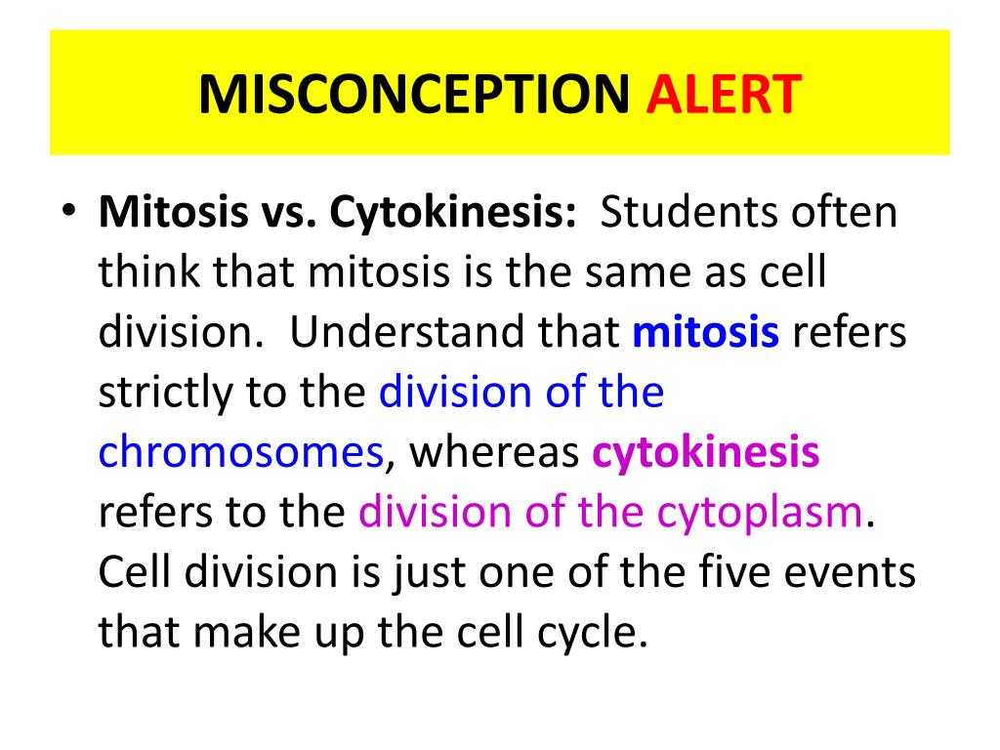 MISCONCEPTION ALERT
• Mitosis vs. Cytokinesis:  Students often
think that mitosis is the same as cell
division.  Understand that mitosis refers
strictly to the division of the
chromosomes, whereas cytokinesis
refers to the division of the cytoplasm.
Cell division is just one of the five events
that make up the cell cycle.